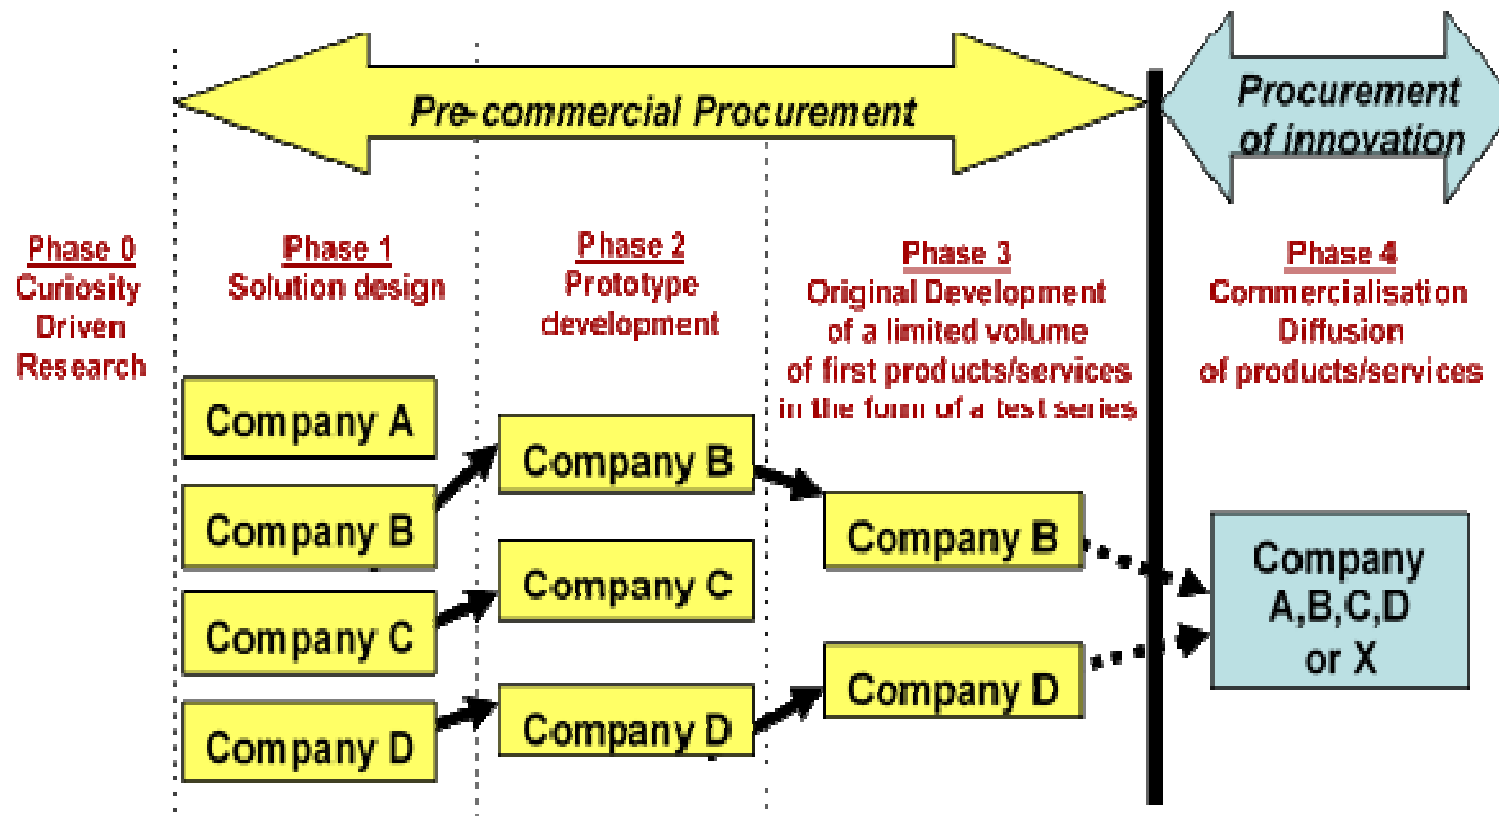 Pre-commercial Procurement
Procurement
of innovation
Phase 0
Curiosity
Driven
Research
Phase 1
Solution design
Phase 2
Prototype
development
Phase 3
Original Development
of a limited volume
of first products/services
in the form of a test series
Phase 4
Commercialisation
Diffusion
of products/services
Company A
Company B
Company C
Company D
Company B
Company C
Company D
Company B
Company D
Company
A,B,C,D
or X